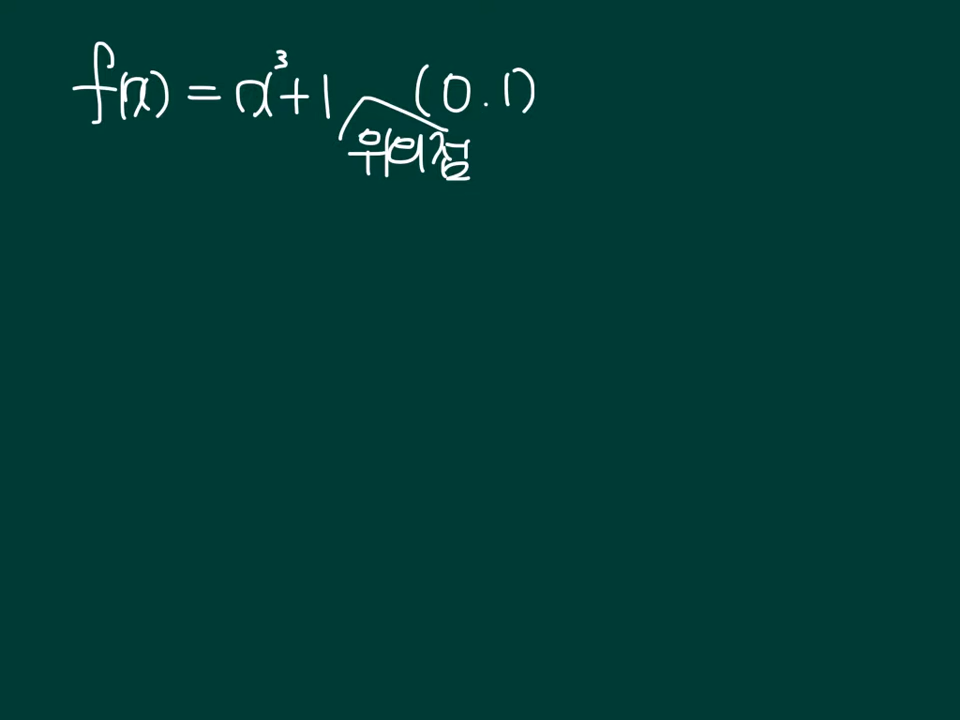 f(x) = x³+1 (0.1)
위의점